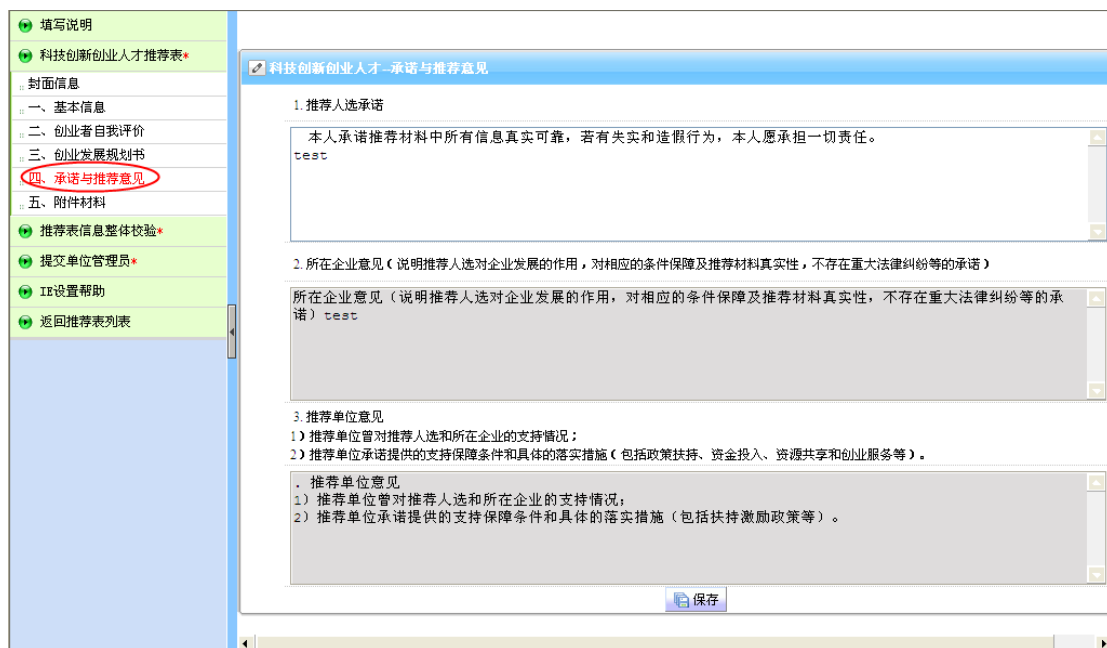 填写说明
科技创新创业人才推荐表*
封面信息
一、基本信息
二、创业者自我评价
三、创业发展规划书
四、承诺与推荐意见
五、附件材料
推荐表信息整体校验*
提交单位管理员*
IE设置帮助
返回推荐表列表
科技创新创业人才--承诺与推荐意见
1.推荐人选承诺
本人承诺推荐材料中所有信息真实可靠，若有失实和造假行为，本人愿承担一切责任。
test
2.所在企业意见（说明推荐人选对企业发展的作用，对相应的条件保障及推荐材料真实性，不存在重大法律纠纷等的承诺）
所在企业意见（说明推荐人选对企业发展的作用，对相应的条件保障及推荐材料真实性，不存在重大法律纠纷等的承
诺）test
3.推荐单位意见
1）推荐单位曾对推荐人选和所在企业的支持情况；
2）推荐单位承诺提供的支持保障条件和具体的落实措施（包括政策扶持、资金投入、资源共享和创业服务等）。
. 推荐单位意见
1）推荐单位曾对推荐人选和所在企业的支持情况；
2）推荐单位承诺提供的支持保障条件和具体的落实措施（包括扶持激励政策等）。
保存